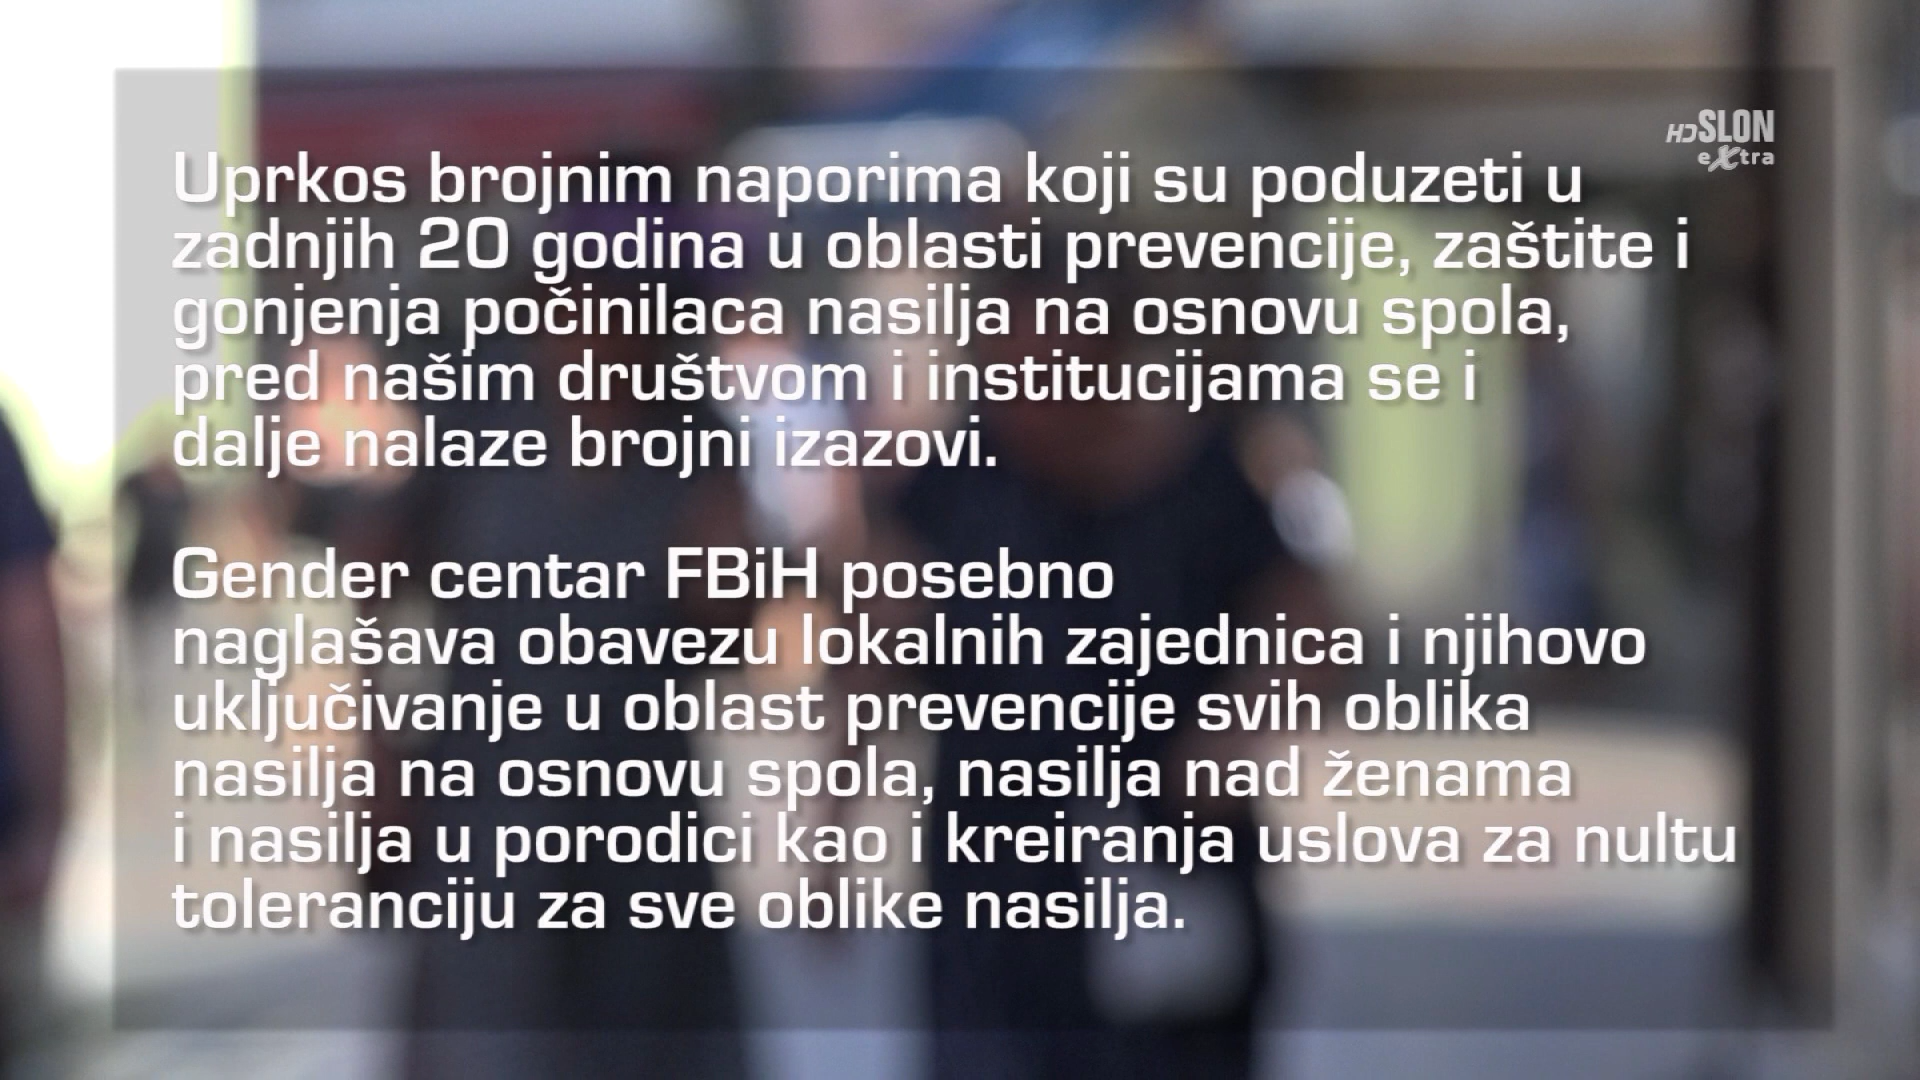 HD SLON
eXtra
Uprkos brojnim naporima koji su poduzeti u
zadnjih 20 godina u oblasti prevencije, zaštite i
gonjenja počinilaca nasilja na osnovu spola,
pred našim društvom i institucijama se i
dalje nalaze brojni izazovi.
Gender centar FBiH posebno
naglašava obavezu lokalnih zajednica i njihovo
uključivanje u oblast prevencije svih oblika
nasilja na osnovu spola, nasilja nad ženama
i nasilja u porodici kao i kreiranja uslova za nultu
toleranciju za sve oblike nasilja.